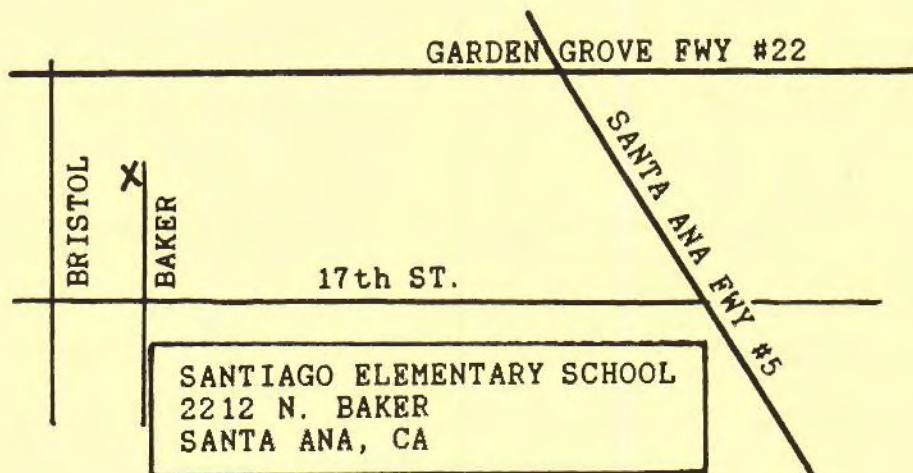 GARDEN GROVE FWY #22
SANTA ANA FWY #5
BRISTOL
X
BAKER
17th ST.
SANTIAGO ELEMENTARY SCHOOL
2212 N. BAKER
SANTA ANA, CA